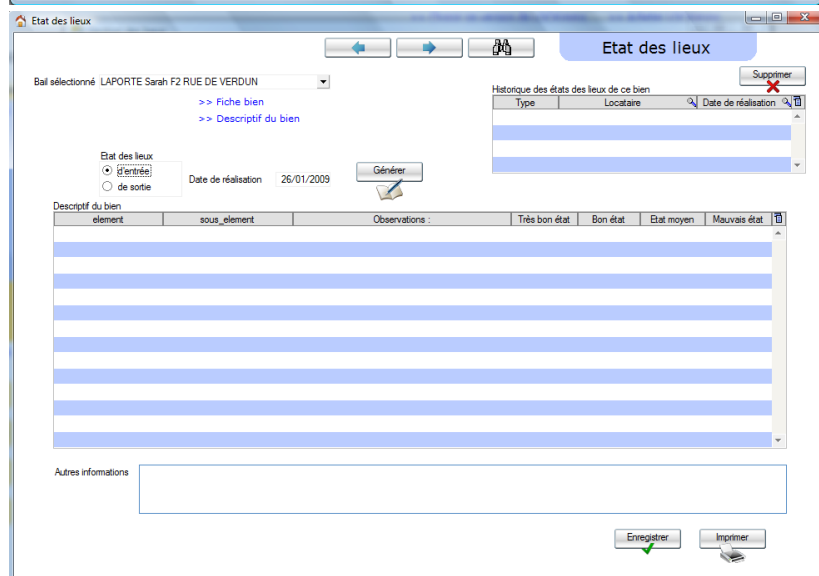 Etat des lieux
Etat des lieux
Supprimer
Bail sélectionné LAPORTE Sarah F2 RUE DE VERDUN
Historique des états des lieux de ce bien
Type Locataire Date de réalisation
>> Fiche bien
>> Descriptif du bien
Etat des lieux
d'entrée
de sortie
Date de réalisation 26/01/2009
Générer
Descriptif du bien
element sous_element Observations : Très bon état Bon état Etat moyen Mauvais état
Autres informations
Enregistrer Imprimer